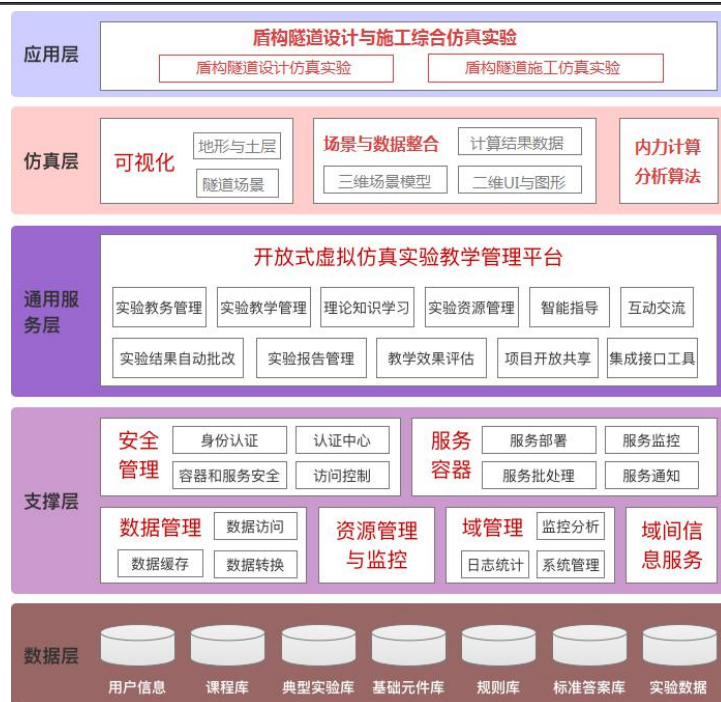 应用层
盾构隧道设计与施工综合仿真实验
盾构隧道设计仿真实验
盾构隧道施工仿真实验
仿真层
可视化
地形与土层
隧道场景
场景与数据整合
计算结果数据
三维场景模型
二维UI与图形
内力计算
分析算法
通用服
务层
开放式虚拟仿真实验教学管理平台
实验教务管理
实验教学管理
理论知识学习
实验资源管理
智能指导
互动交流
实验结果自动批改
实验报告管理
教学效果评估
项目开放共享
集成接口工具
支撑层
安全
管理
身份认证
认证中心
容器和服务安全
访问控制
服务
容器
服务部署
服务监控
服务批处理
服务通知
数据管理
数据访问
数据缓存
数据转换
资源管理
与监控
域管理
监控分析
日志统计
系统管理
域间信
息服务
数据层
用户信息
课程库
典型实验库
基础元件库
规则库
标准答案库
实验数据